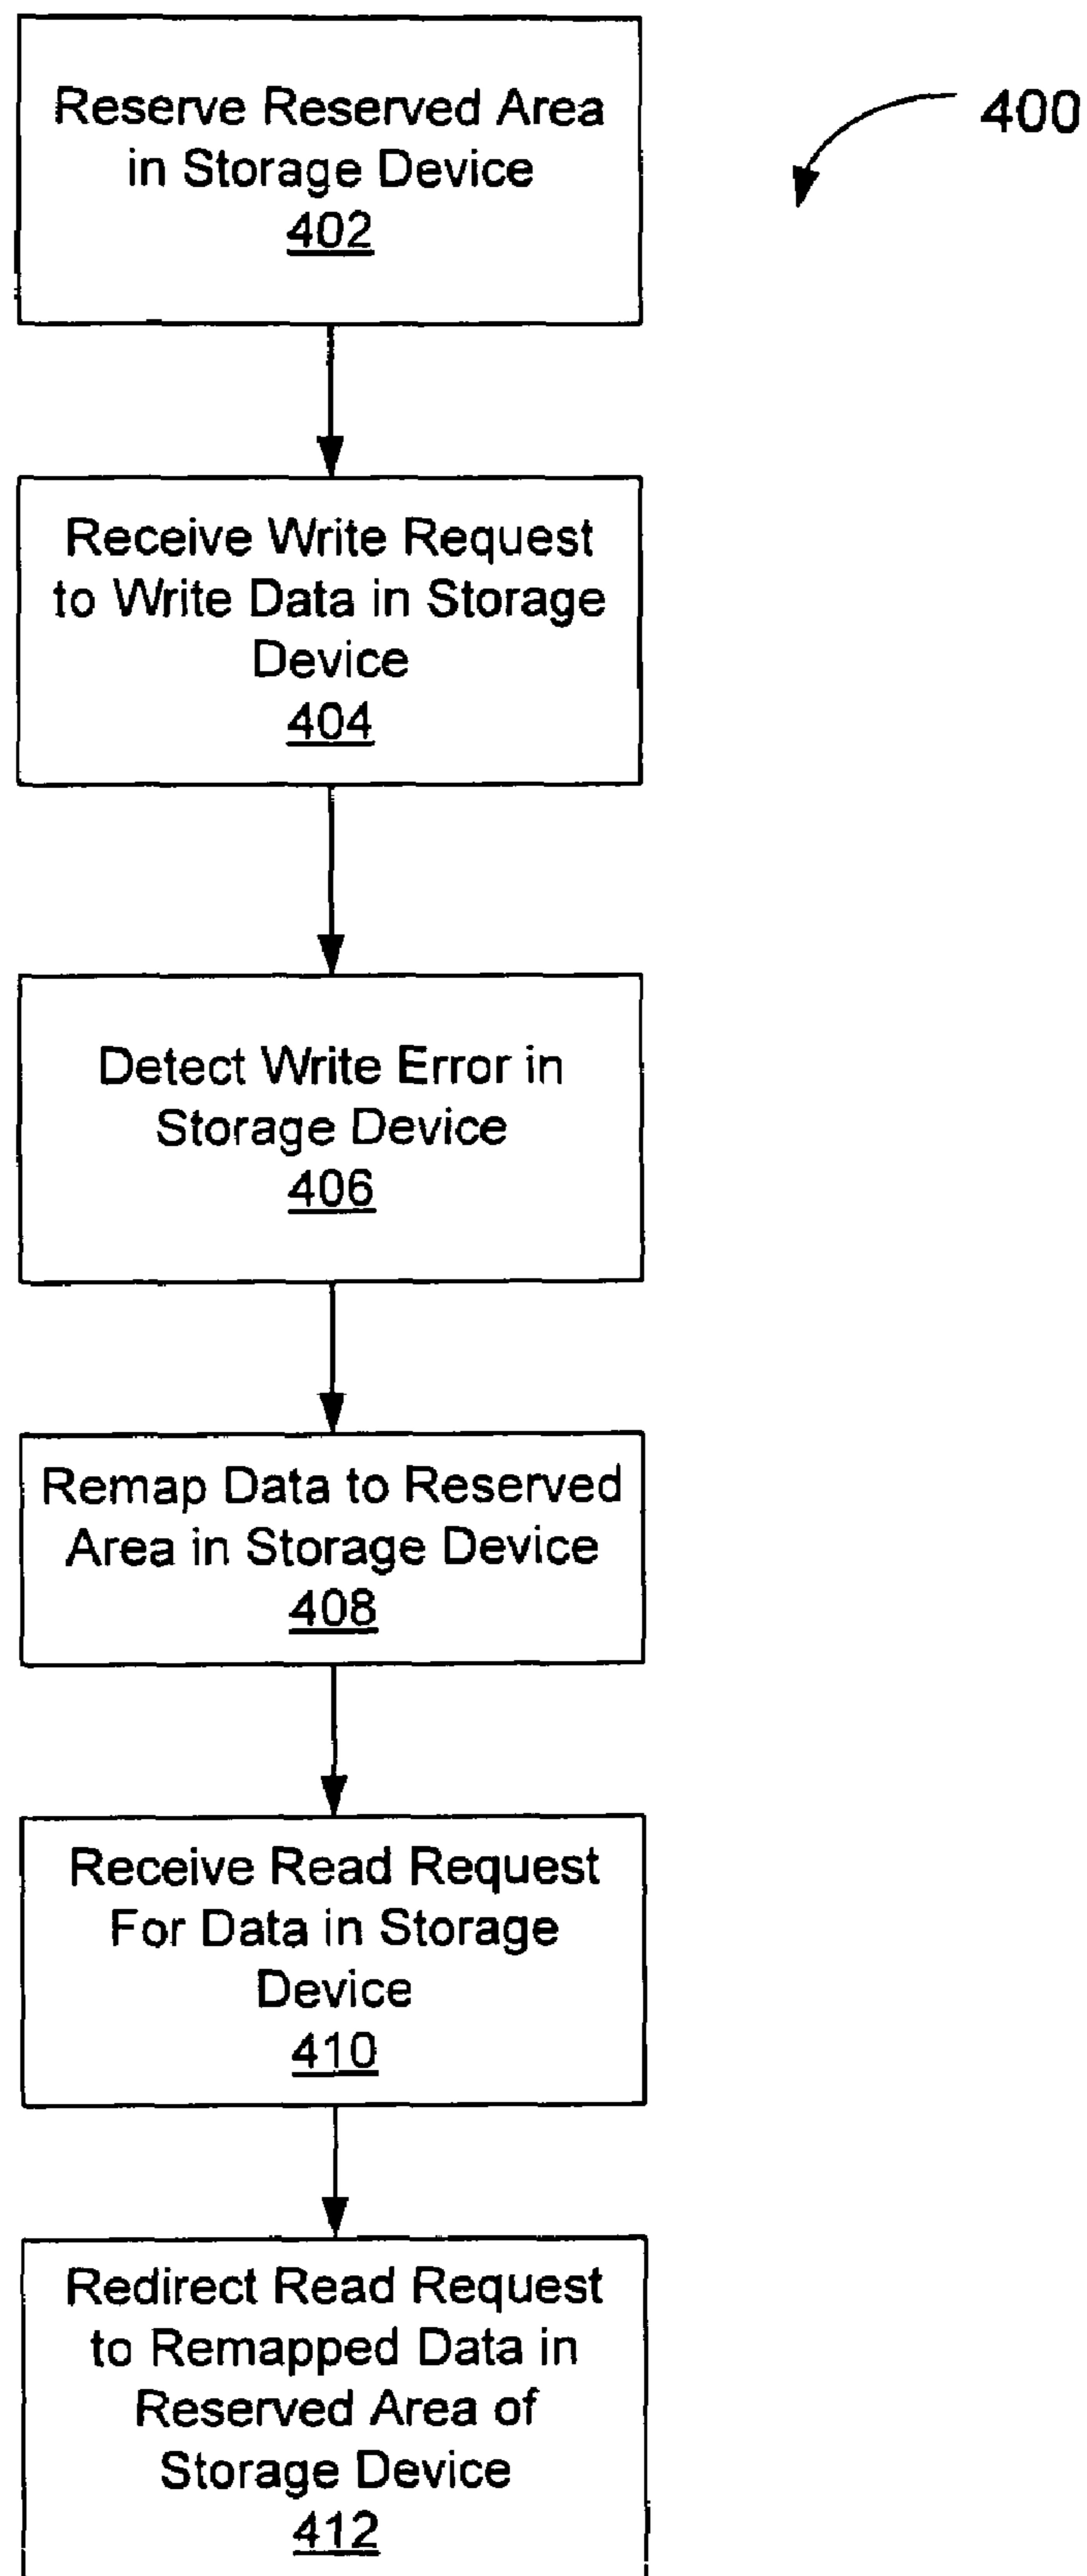 Reserve Reserved Area
in Storage Device
402
400
Receive Write Request
to Write Data in Storage
Device
404
Detect Write Error in
Storage Device
406
Remap Data to Reserved
Area in Storage Device
408
Receive Read Request
For Data in Storage
Device
410
Redirect Read Request
to Remapped Data in
Reserved Area of
Storage Device
412